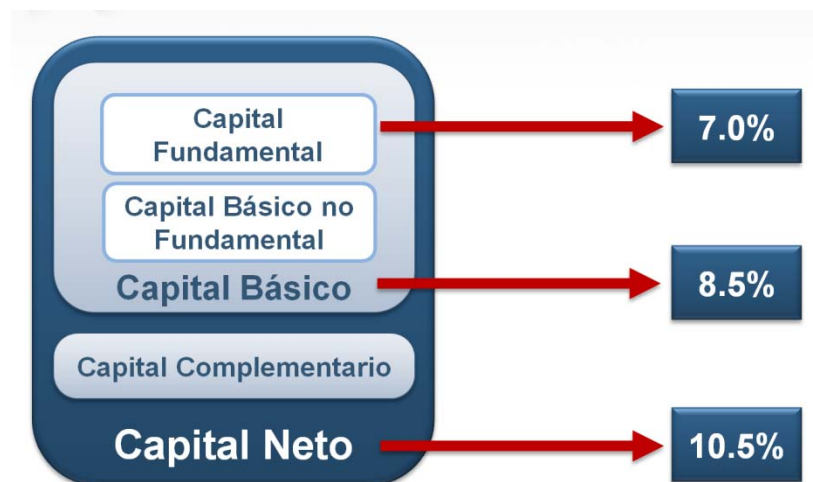 Capital
Fundamental
7.0%
Capital Básico no
Fundamental
Capital Básico
8.5%
Capital Complementario
Capital Neto
10.5%